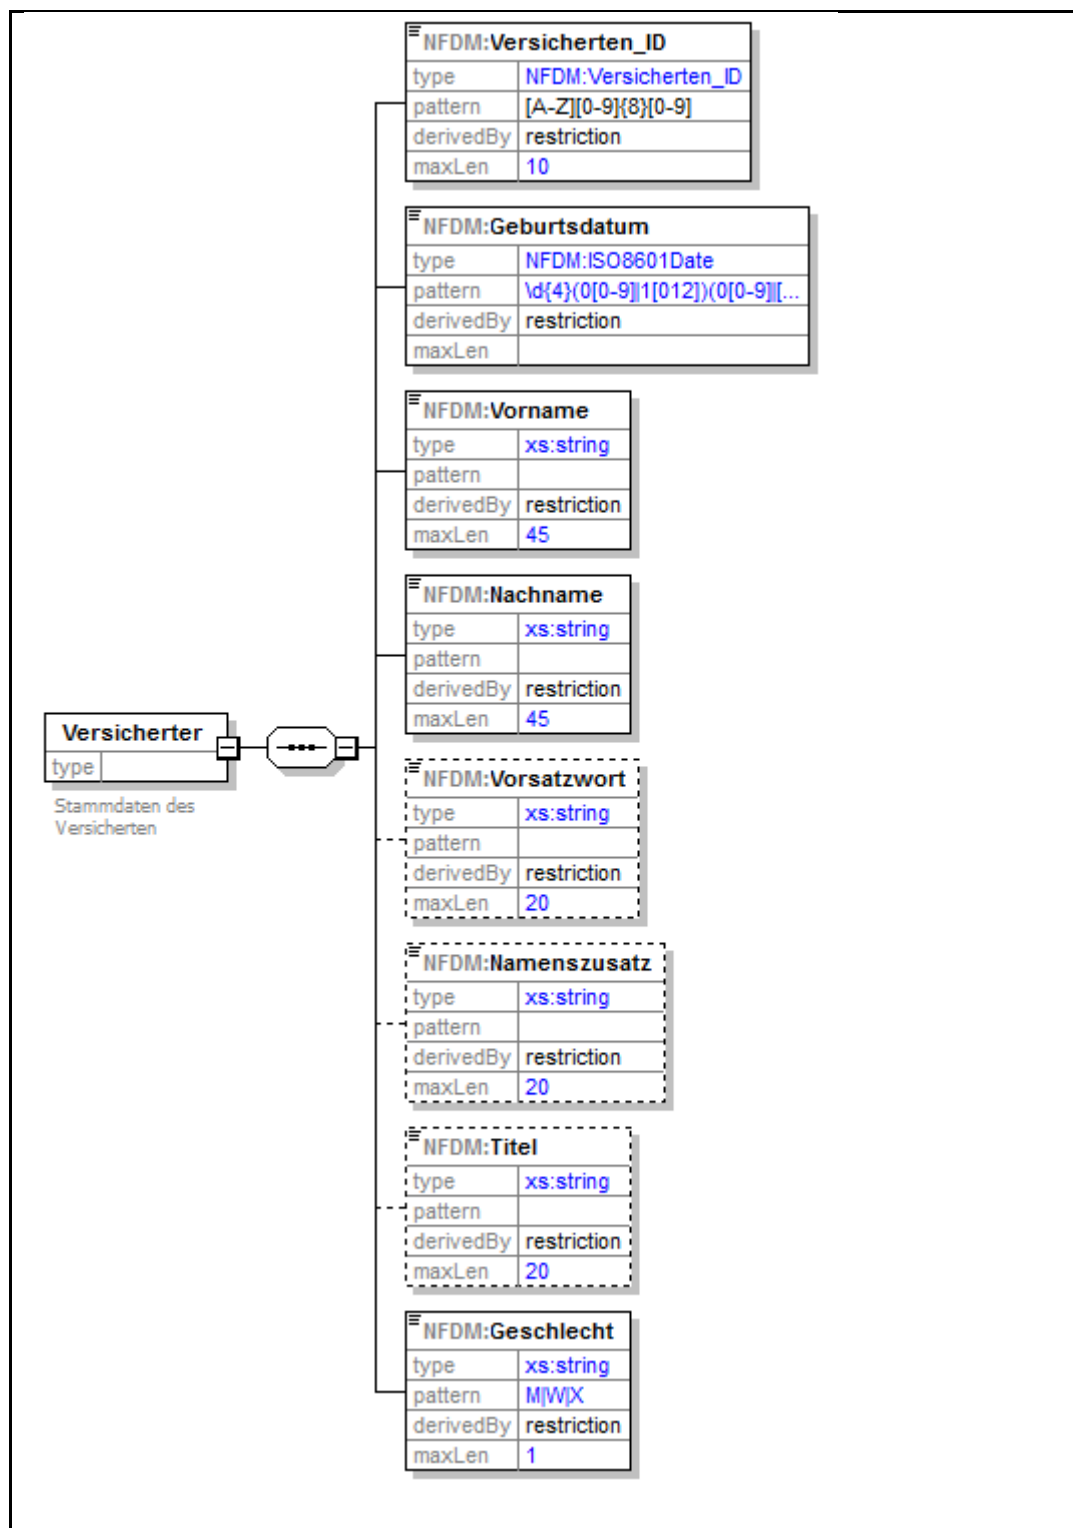 NFDM:Versicherten_ID
type NFDM:Versicherten_ID
pattern [A-Z][0-9]{8}[0-9]
derivedBy restriction
maxLen 10
NFDM:Geburtsdatum
type NFDM:ISO8601Date
pattern \d{4}(0[0-9]|1[012])(0[0-9]|[...
derivedBy restriction
maxLen
NFDM:Vorname
type xs:string
pattern
derivedBy restriction
maxLen 45
NFDM:Nachname
type xs:string
pattern
derivedBy restriction
maxLen 45
Versicherter
type
Stammdaten des
Versicherten
NFDM:Vorsatzwort
type xs:string
pattern
derivedBy restriction
maxLen 20
NFDM:Namenszusatz
type xs:string
pattern
derivedBy restriction
maxLen 20
NFDM:Titel
type xs:string
pattern
derivedBy restriction
maxLen 20
NFDM:Geschlecht
type xs:string
pattern M|W|X
derivedBy restriction
maxLen 1